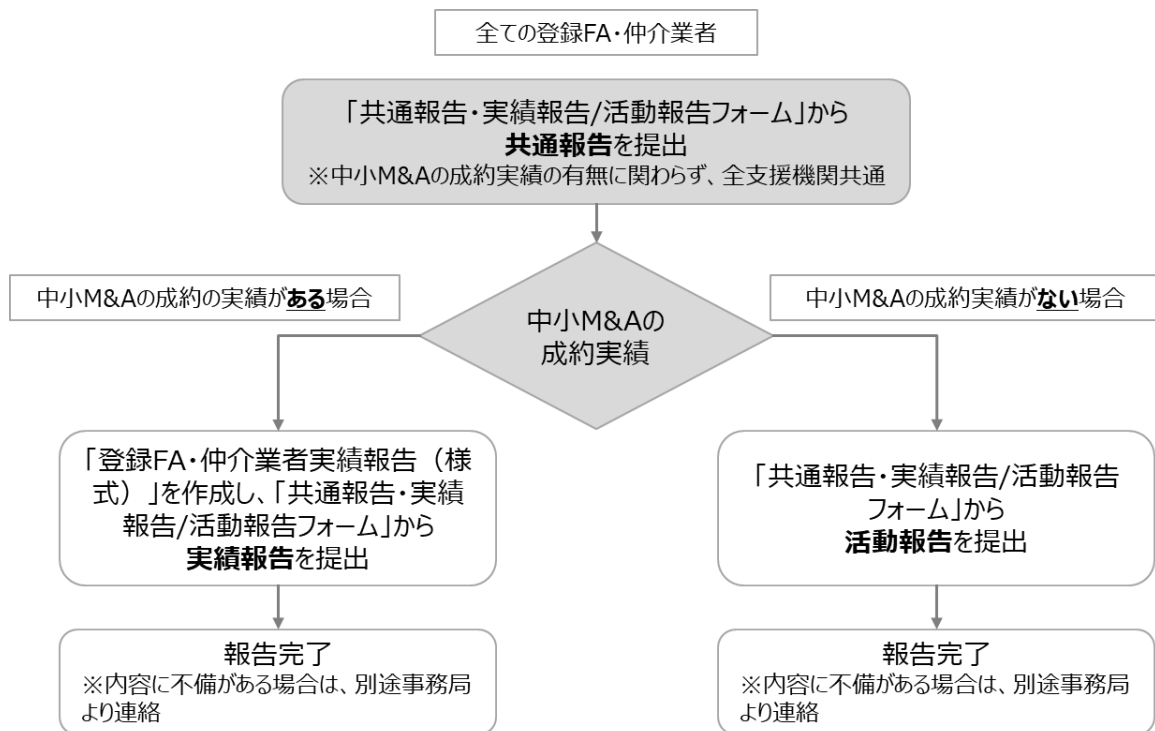 全ての登録FA・仲介業者
「共通報告・実績報告/活動報告フォーム」から
共通報告を提出
※中小M&Aの成約実績の有無に関わらず、全支援機関共通
中小M&Aの成約の実績がある場合
中小M&Aの成約実績がない場合
中小M&Aの
成約実績
「登録FA・仲介業者実績報告（様
式）」を作成し、「共通報告・実績
報告/活動報告フォーム」から
実績報告を提出
「共通報告・実績報告/活動報告
フォーム」から
活動報告を提出
報告完了
※内容に不備がある場合は、別途事務局
より連絡
報告完了
※内容に不備がある場合は、別途事務局
より連絡